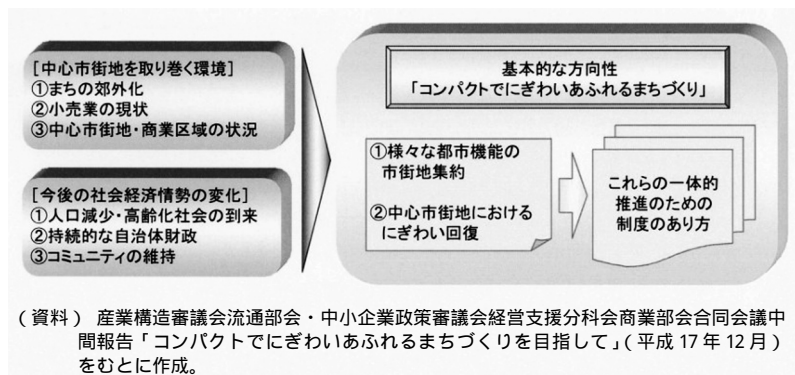 [中心市街地を取り巻く環境]
①まちの郊外化
②小売業の現状
③中心市街地・商業区域の状況
[今後の社会経済情勢の変化]
①人口減少・高齢化社会の到来
②持続的な自治体財政
③コミュニティの維持
基本的な方向性
「コンパクトでにぎわいあふれるまちづくり」
①様々な都市機能の
市街地集約
②中心市街地における
にぎわい回復
これらの一体的
推進のための
制度のあり方
(資料) 産業構造審議会流通部会・中小企業政策審議会経営支援分科会商業部会合同会議中
間報告「コンパクトでにぎわいあふれるまちづくりを目指して」(平成17年12月)
をもとに作成。